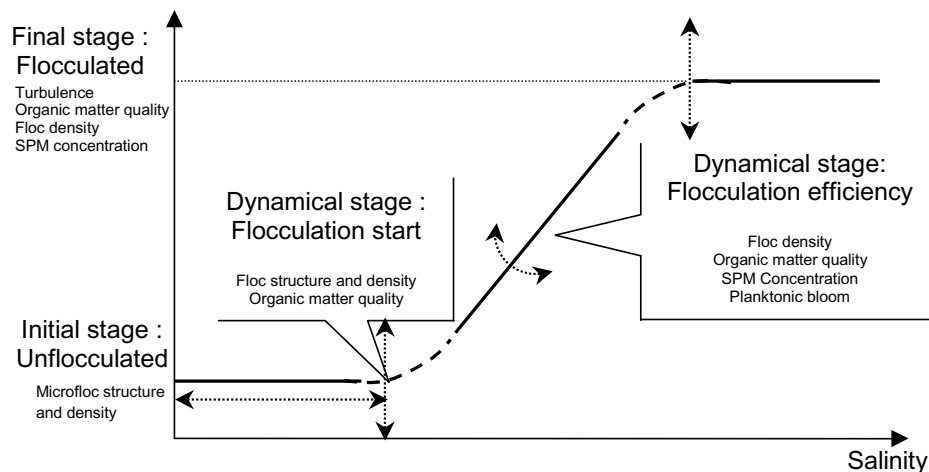 Final stage :
Flocculated
Turbulence
Organic matter quality
Floc density
SPM concentration
Dynamical stage :
Flocculation start
Floc structure and density
Organic matter quality
Dynamical stage:
Flocculation efficiency
Floc density
Organic matter quality
SPM Concentration
Planktonic bloom
Initial stage :
Unflocculated
Microfloc structure
and density
Salinity